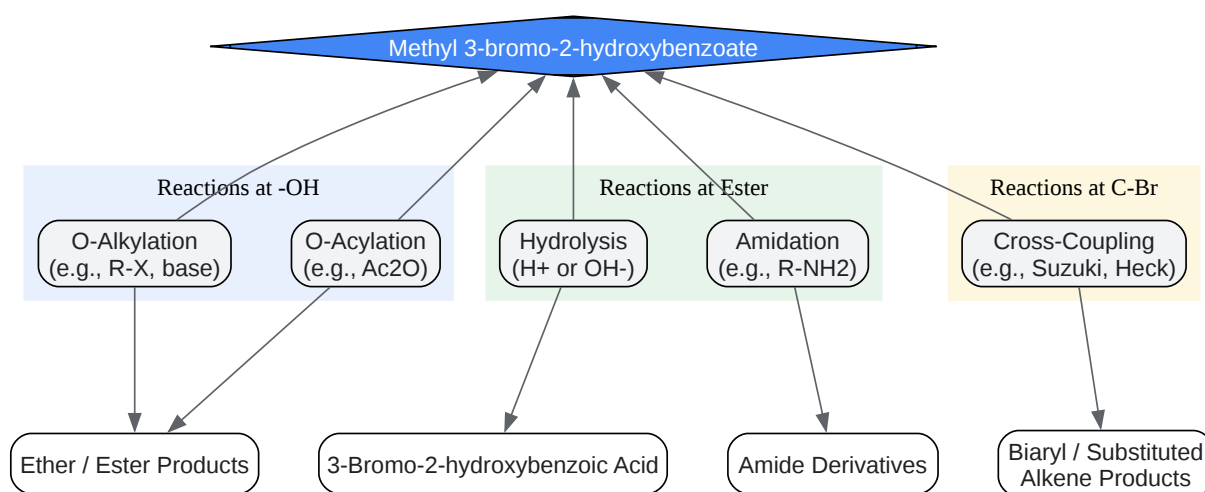 Methyl 3-bromo-2-hydroxybenzoate
Reactions at -OH
Reactions at Ester
Reactions at C-Br
O-Alkylation
(e.g., R-X, base)
O-Acylation
(e.g., Ac2O)
Hydrolysis
(H+ or OH-)
Amidation
(e.g., R-NH2)
Cross-Coupling
(e.g., Suzuki, Heck)
Ether / Ester Products
3-Bromo-2-hydroxybenzoic Acid
Amide Derivatives
Biaryl / Substituted
Alkene Products